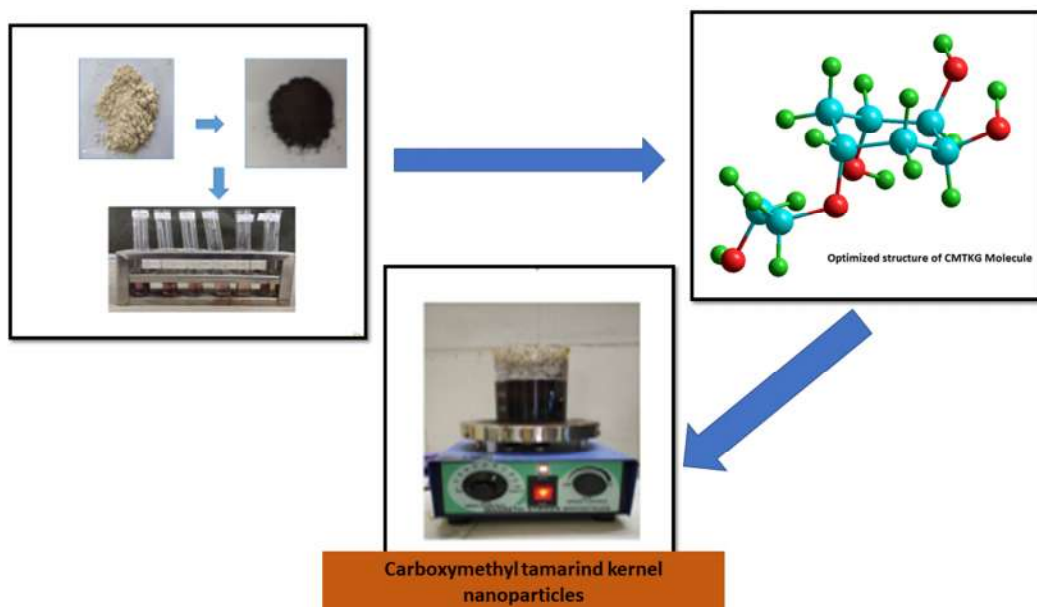 Optimized structure of CMTKG Molecule
Carboxymethyl tamarind kernel
nanoparticles